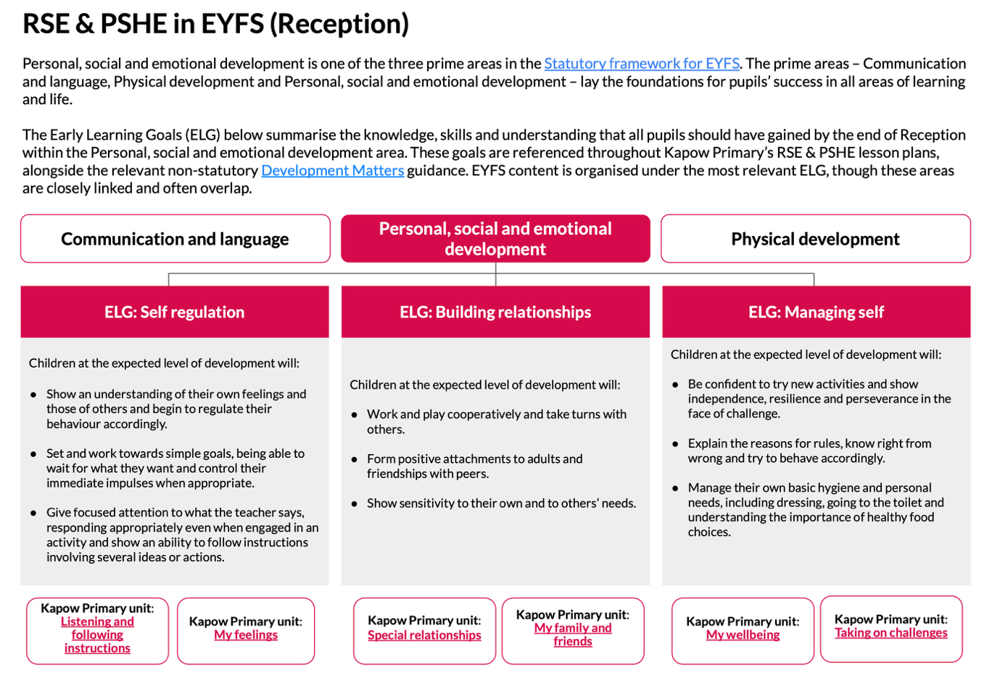 RSE & PSHE in EYFS (Reception)
Personal, social and emotional development is one of the three prime areas in the Statutory framework for EYFS. The prime areas – Communication
and language, Physical development and Personal, social and emotional development – lay the foundations for pupils’ success in all areas of learning
and life.
The Early Learning Goals (ELG) below summarise the knowledge, skills and understanding that all pupils should have gained by the end of Reception
within the Personal, social and emotional development area. These goals are referenced throughout Kapow Primary’s RSE & PSHE lesson plans,
alongside the relevant non-statutory Development Matters guidance. EYFS content is organised under the most relevant ELG, though these areas
are closely linked and often overlap.
Communication and language
Personal, social and emotional
development
Physical development
ELG: Self regulation
Children at the expected level of development will:
● Show an understanding of their own feelings and
those of others and begin to regulate their
behaviour accordingly.
● Set and work towards simple goals, being able to
wait for what they want and control their
immediate impulses when appropriate.
● Give focused attention to what the teacher says,
responding appropriately even when engaged in an
activity and show an ability to follow instructions
involving several ideas or actions.
Kapow Primary unit:
Listening and
following
instructions
Kapow Primary unit:
My feelings
ELG: Building relationships
Children at the expected level of development will:
● Work and play cooperatively and take turns with
others.
● Form positive attachments to adults and
friendships with peers.
● Show sensitivity to their own and to others’ needs.
Kapow Primary unit:
Special relationships
Kapow Primary unit:
My family and
friends
ELG: Managing self
Children at the expected level of development will:
● Be confident to try new activities and show
independence, resilience and perseverance in the
face of challenge.
● Explain the reasons for rules, know right from
wrong and try to behave accordingly.
● Manage their own basic hygiene and personal
needs, including dressing, going to the toilet and
understanding the importance of healthy food
choices.
Kapow Primary unit:
My wellbeing
Kapow Primary unit:
Taking on challenges